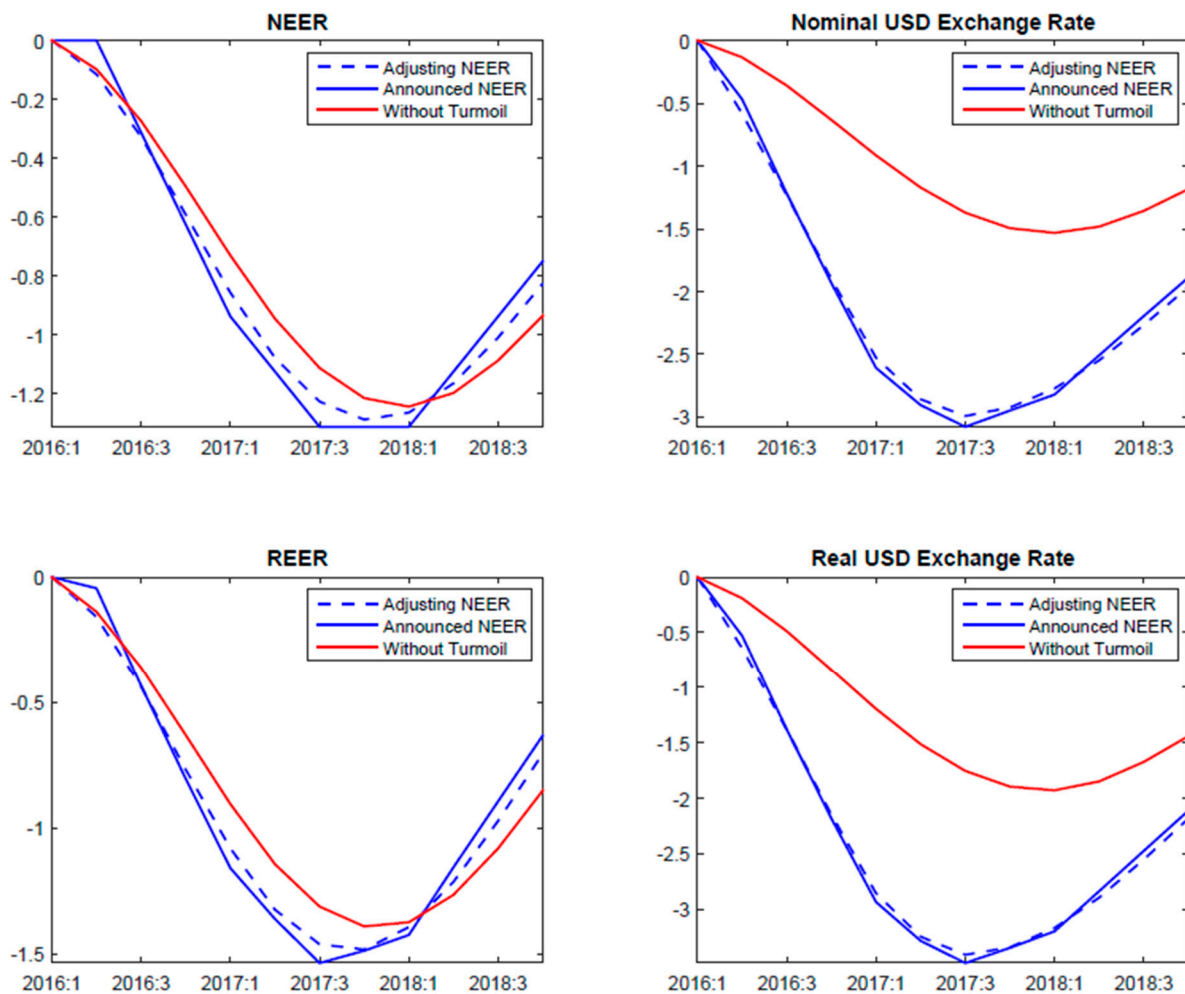 NEER
0
-0.2
-0.4
-0.6
-0.8
-1
-1.2
2016:1 2016:3 2017:1 2017:3 2018:1 2018:3
Adjusting NEER
Announced NEER
Without Turmoil
Nominal USD Exchange Rate
0
-0.5
-1
-1.5
-2
-2.5
-3
2016:1 2016:3 2017:1 2017:3 2018:1 2018:3
Adjusting NEER
Announced NEER
Without Turmoil
REER
0
-0.5
-1
-1.5
2016:1 2016:3 2017:1 2017:3 2018:1 2018:3
Adjusting NEER
Announced NEER
Without Turmoil
Real USD Exchange Rate
0
-0.5
-1
-1.5
-2
-2.5
-3
2016:1 2016:3 2017:1 2017:3 2018:1 2018:3
Adjusting NEER
Announced NEER
Without Turmoil